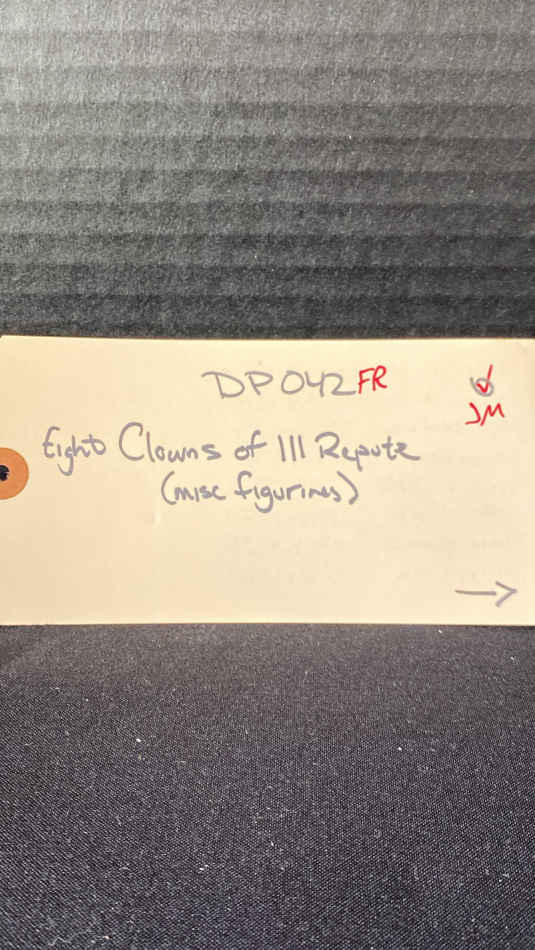 DP042FR
JM
Eight Clowns of Ill Repute
(misc figurines)